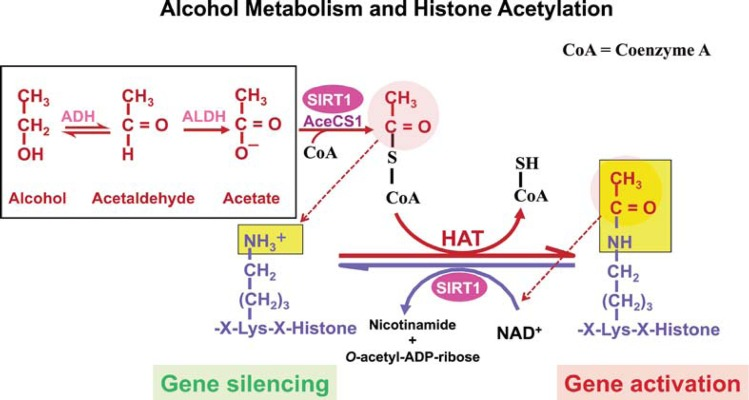 Alcohol Metabolism and Histone Acetylation
CoA = Coenzyme A
CH3
CH2
OH
Alcohol
ADH
CH3
C = O
H
Acetaldehyde
ALDH
CH3
C = O
O−
Acetate
SIRT1
AceCS1
CoA
CH3
C = O
S
CoA
SH
CoA
HAT
SIRT1
NAD+
Nicotinamide
+
O-acetyl-ADP-ribose
NH3+
CH2
(CH2)3
-X-Lys-X-Histone
Gene silencing
CH3
C = O
NH
CH2
(CH2)3
-X-Lys-X-Histone
Gene activation